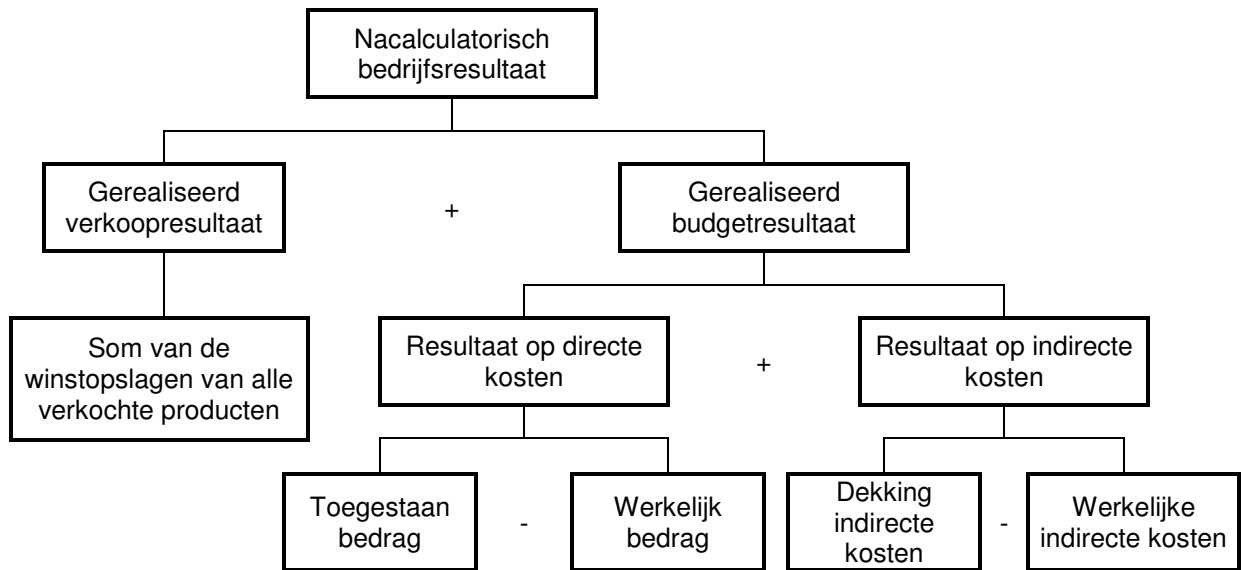 Nacalculatorisch
bedrijfsresultaat
Gerealiseerd
verkoopresultaat
+
Gerealiseerd
budgetresultaat
Som van de
winstopslagen van alle
verkochte producten
Resultaat op directe
kosten
+
Resultaat op indirecte
kosten
Toegestaan
bedrag
-
Werkelijk
bedrag
Dekking
indirecte
kosten
-
Werkelijke
indirecte kosten